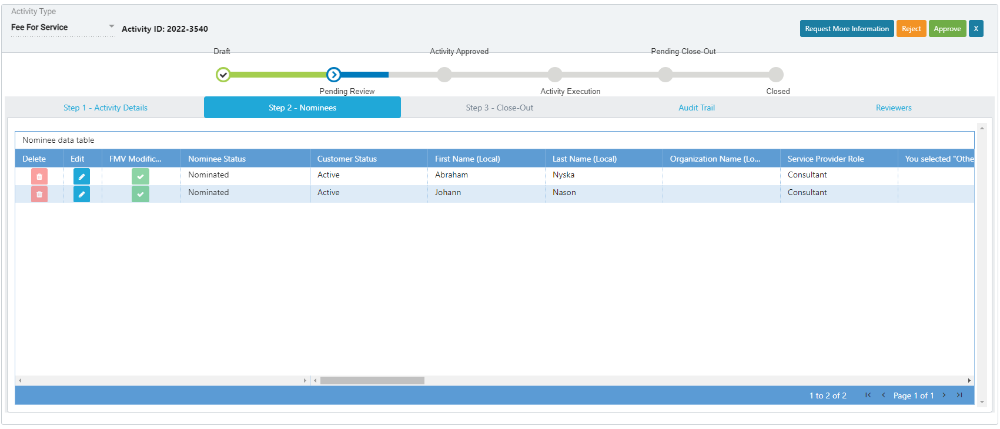 Activity Type
Fee For Service
Activity ID: 2022-3540
Request More Information
Reject
Approve
X
Draft
Activity Approved
Pending Close-Out
Pending Review
Activity Execution
Closed
Step 1 - Activity Details
Step 2 - Nominees
Step 3 - Close-Out
Audit Trail
Reviewers
Nominee data table
Delete Edit FMV Modific... Nominee Status Customer Status First Name (Local) Last Name (Local) Organization Name (Lo... Service Provider Role You selected "Othe
Nominated Active Abraham Nyska Consultant
Nominated Active Johann Nason Consultant
1 to 2 of 2 Page 1 of 1